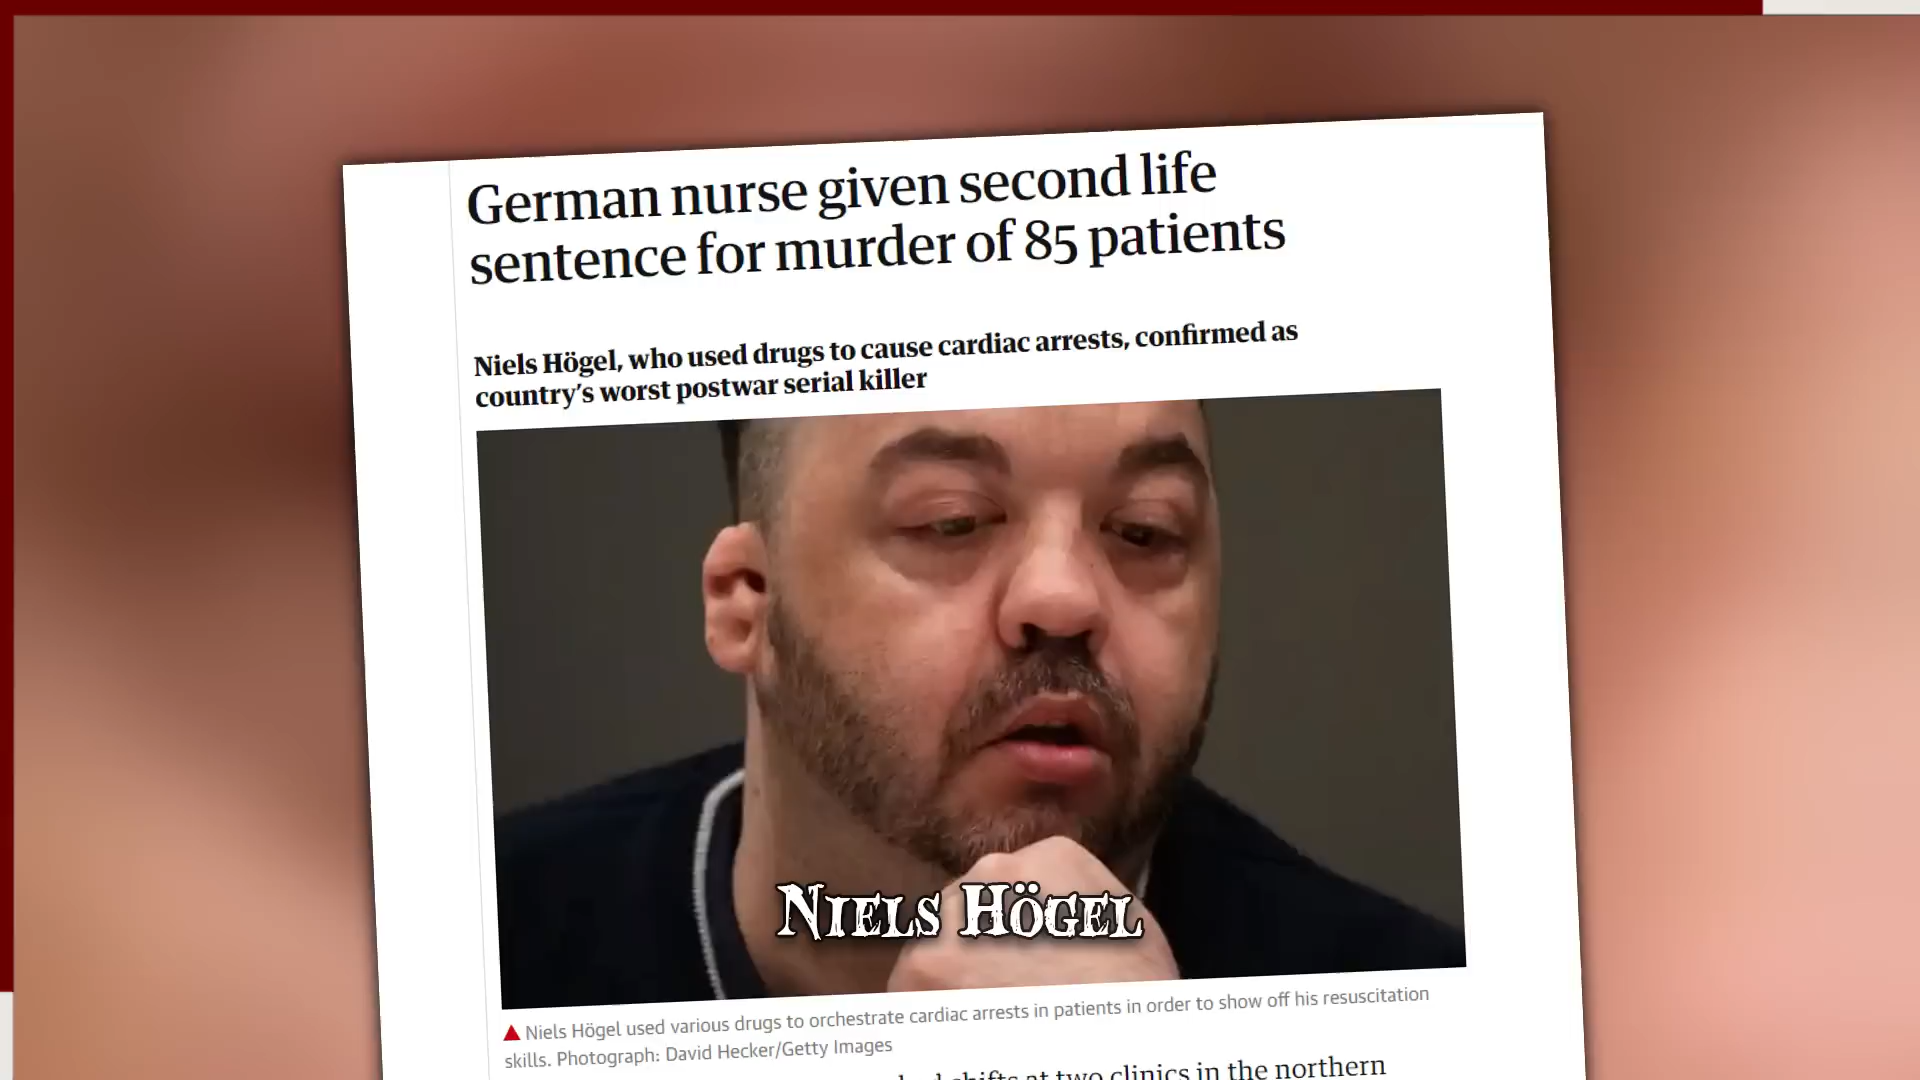 German nurse given second life
sentence for murder of 85 patients
Niels Högel, who used drugs to cause cardiac arrests, confirmed as
country's worst postwar serial killer
Niels Högel
Niels Högel used various drugs to orchestrate cardiac arrests in patients in order to show off his resuscitation
skills. Photograph: David Hecker/Getty Images
shifts at two clinics in the northern